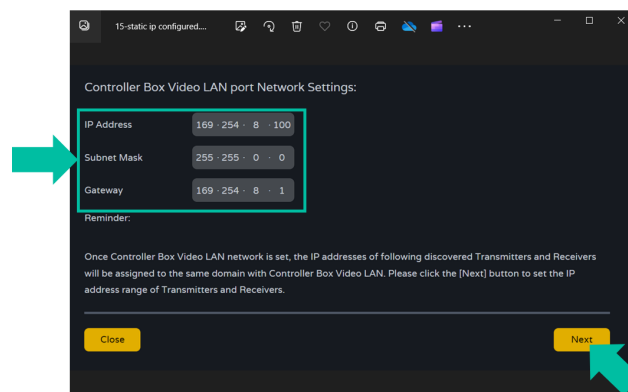 15-static ip configured....
Controller Box Video LAN port Network Settings:
IP Address 169 · 254 · 8 · 100
Subnet Mask 255 · 255 · 0 · 0
Gateway 169 · 254 · 8 · 1
Reminder:
Once Controller Box Video LAN network is set, the IP addresses of following discovered Transmitters and Receivers
will be assigned to the same domain with Controller Box Video LAN. Please click the [Next] button to set the IP
address range of Transmitters and Receivers.
Close Next